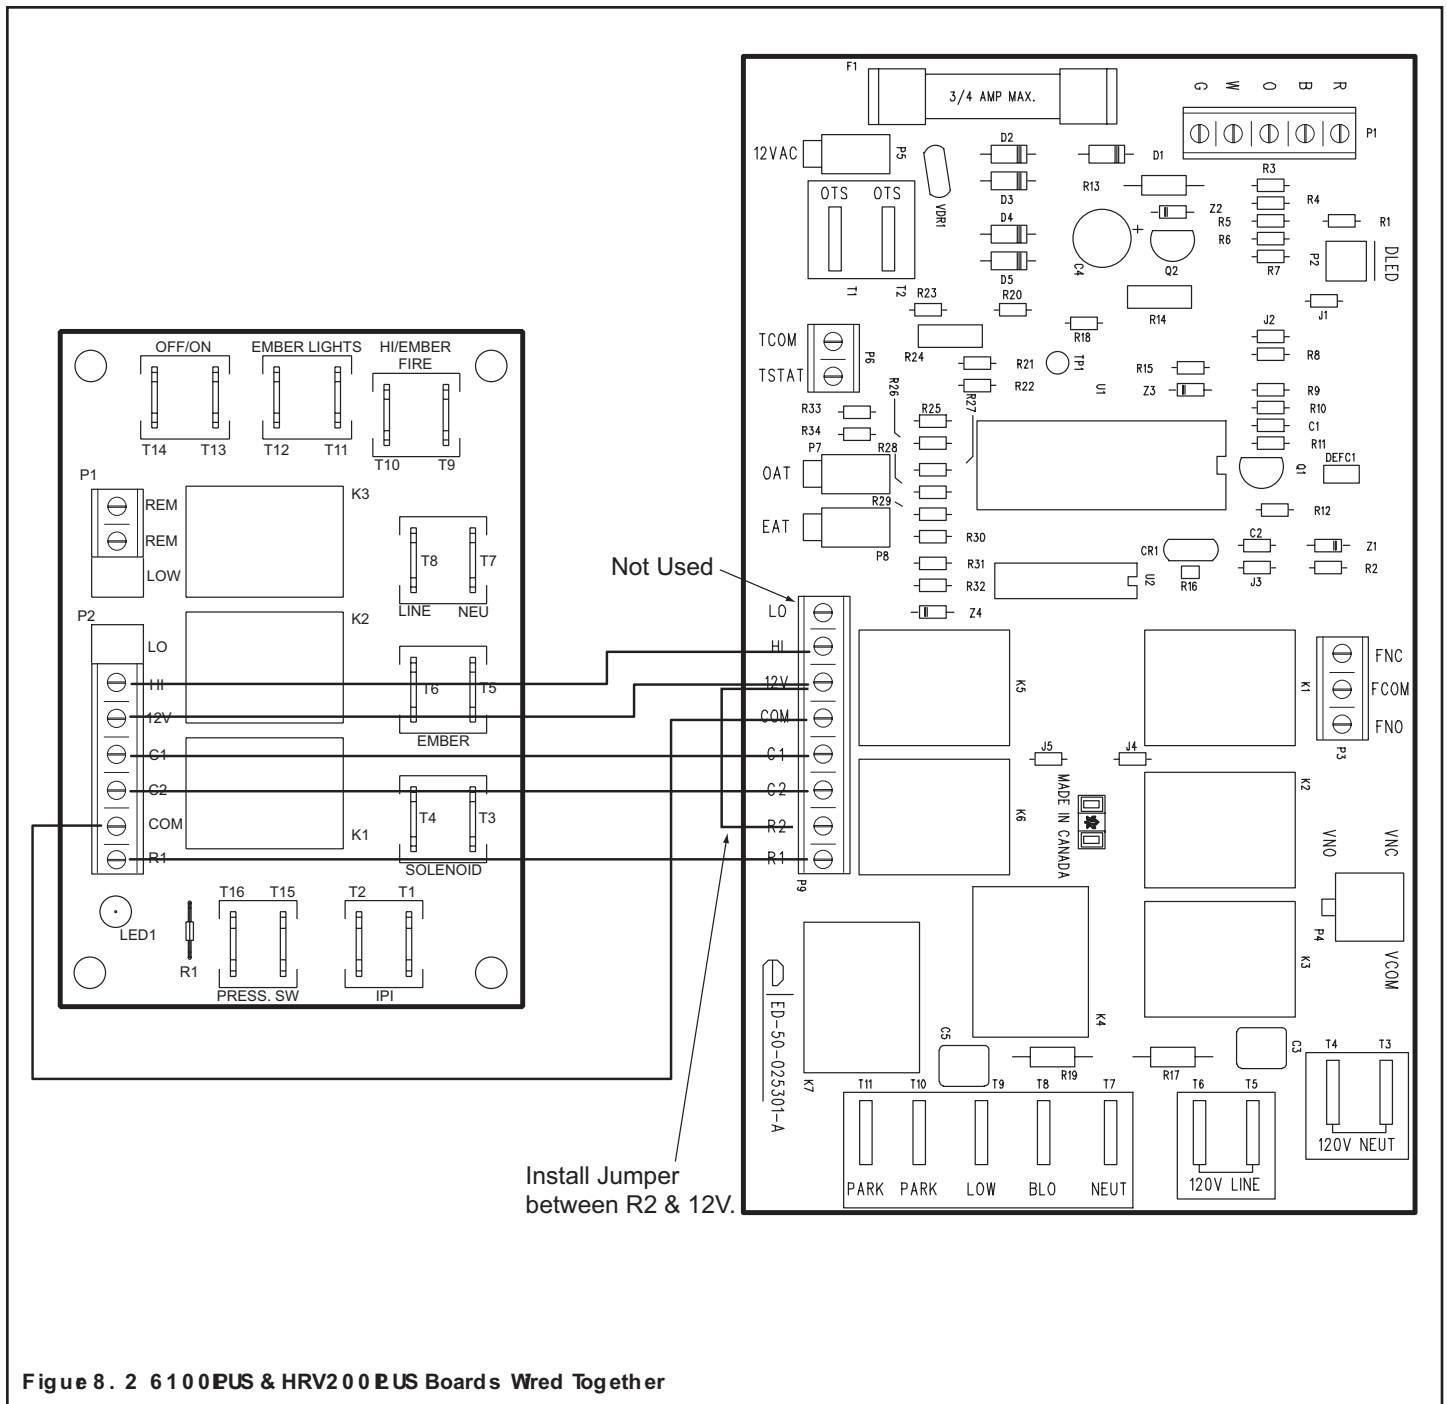 F1
3/4 AMP MAX.
G W O B R
P1
12VAC
P5
OTS OTS
T1 T2
VDR1
D2
D3
D4
D5
D1
R13
Z2
C4
+
Q2
R3
R4
R5
R6
R7
R1
P2
DLED
J1
R23
R20
R14
R18
R24
TCOM
TSTAT
P6
R21
R22
TP1
U1
R15
Z3
J2
R8
R9
R10
C1
R11
Q1
DEFC1
R12
R33
R34
R26
R25
R27
R28
P7
OAT
R29
EAT
P8
R30
R31
R32
Z4
CR1
R16
U2
C2
J3
Z1
R2
OFF/ON
EMBER LIGHTS
HI/EMBER
FIRE
T14 T13
T12 T11
T10 T9
P1
REM
REM
LOW
K3
T8 T7
LINE NEU
P2
LO
HI
12V
C1
C2
COM
R1
K2
T6 T5
EMBER
K1
T4 T3
SOLENOID
LED1
R1
T16 T15
PRESS. SW
T2 T1
IPI
Not Used
LO
HI
12V
COM
C1
C2
R2
R1
P9
K5
K6
K1
FNC
FCOM
FNO
P3
J5
J4
MADE IN CANADA
K2
VNO
VNC
P4
VCOM
K3
K4
K7
ED-50-025301-A
C5
R19
R17
C3
T11 T10 T9 T8 T7
PARK PARK LOW BLO NEUT
T6 T5
120V LINE
T4 T3
120V NEUT
Install Jumper
between R2 & 12V.
Figure 8. 2 6100IPUS & HRV200PLUS Boards Wired Together